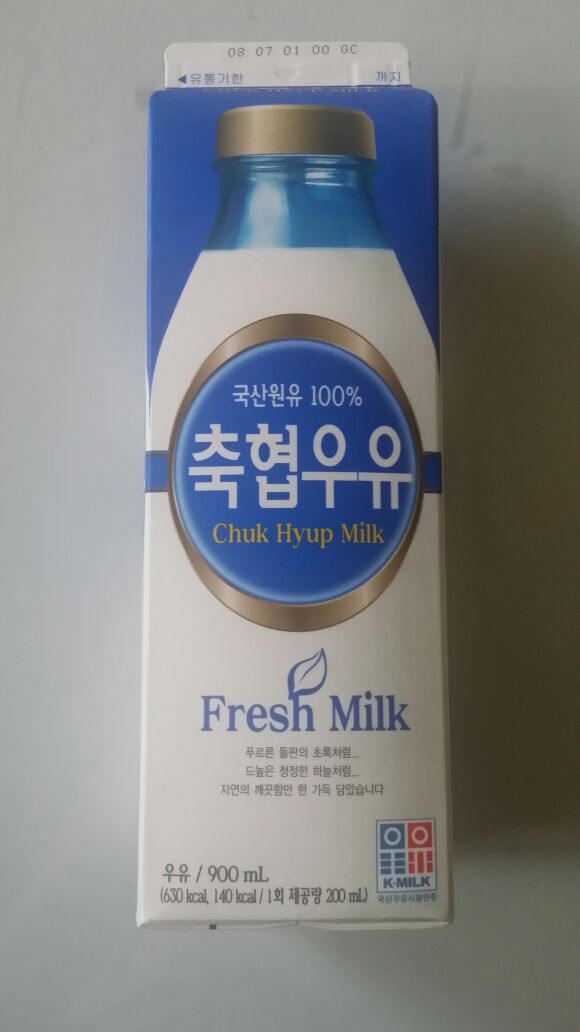 08.07.01:00 GC
◀유통기한 까지
국산원유 100%
축협우유
Chuk Hyup Milk
Fresh Milk
푸르른 들판의 초록처럼...
드높은 청정한 하늘처럼...
자연의 깨끗함만 한 가득 담았습니다
우유
K·MILK
국산우유사용인증
우유 / 900 mL
(630 kcal, 140 kcal / 1회 제공량 200 mL)